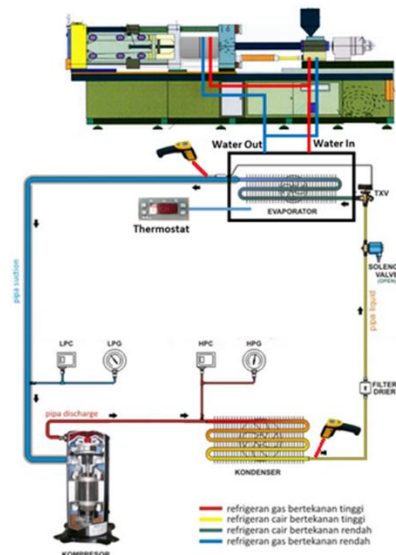 Water Out
Water In
EVAPORATOR
TXV
Thermostat
SOLENOID
VALVE
(OPEN)
pipa suction
pipa liquid
LPC
LPG
HPC
HPG
FILTER
DRIER
pipa discharge
KONDENSER
KOMPRESOR
refrigeran gas bertekanan tinggi
refrigeran cair bertekanan tinggi
refrigeran cair bertekanan rendah
refrigeran gas bertekanan rendah